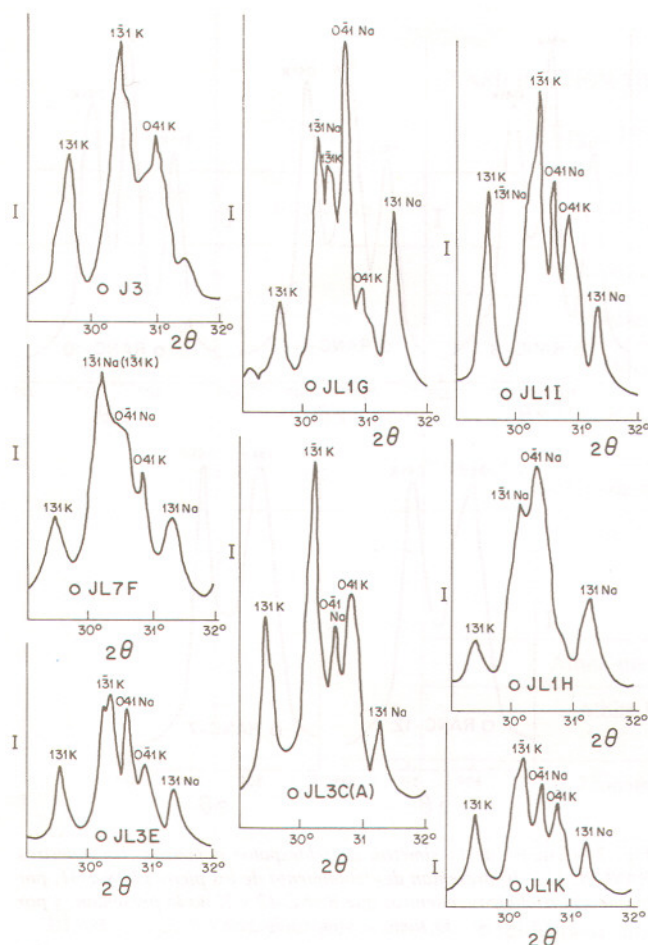 13̄1 K
131 K
041 K
I
O J3
30° 31° 32°
2θ
04̄1 Na
13̄1 Na
13̄1 K
131 Na
131 K
041 K
I
O JL1G
30° 31° 32°
2θ
13̄1 K
131 K
13̄1 Na
041 Na
041 K
131 Na
I
O JL1I
30° 31° 32°
2θ
13̄1 Na (13̄1 K)
04̄1 Na
041 K
131 K
131 Na
I
O JL7F
30° 31° 32°
2θ
13̄1 K
131 K
041 K
04̄1
Na
131 Na
I
O JL3C(A)
30° 31° 32°
2θ
04̄1 Na
13̄1 Na
131 K
131 Na
I
O JL1H
30° 31° 32°
2θ
13̄1 K
041 Na
131 K
04̄1 K
131 Na
I
O JL3E
30° 31° 32°
2θ
13̄1 K
04̄1 Na
041 K
131 K
131 Na
I
O JL1K
30° 31° 32°
2θ